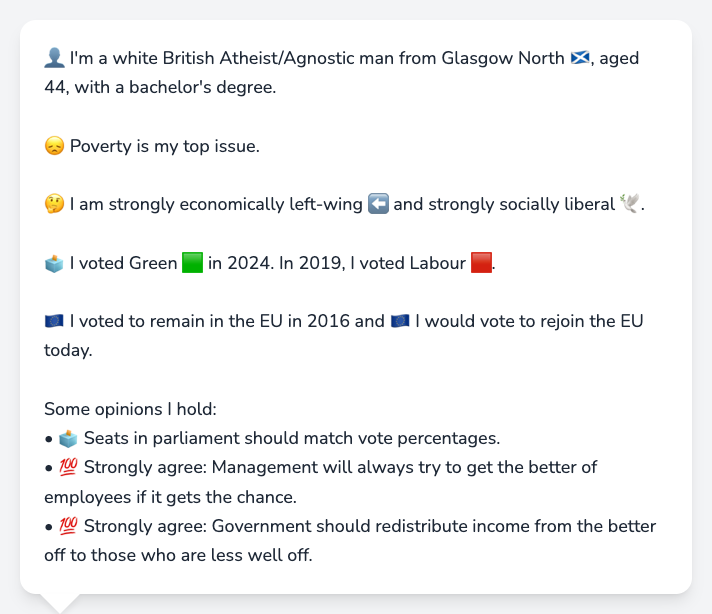 👤 I'm a white British Atheist/Agnostic man from Glasgow North 🏴󠁧󠁢󠁳󠁣󠁴󠁿, aged
44, with a bachelor's degree.
😞 Poverty is my top issue.
🤔 I am strongly economically left-wing ⬅️ and strongly socially liberal 🕊️.
🗳️ I voted Green 🟩 in 2024. In 2019, I voted Labour 🟥.
🇪🇺 I voted to remain in the EU in 2016 and 🇪🇺 I would vote to rejoin the EU
today.
Some opinions I hold:
• 🗳️ Seats in parliament should match vote percentages.
• 💯 Strongly agree: Management will always try to get the better of
employees if it gets the chance.
• 💯 Strongly agree: Government should redistribute income from the better
off to those who are less well off.